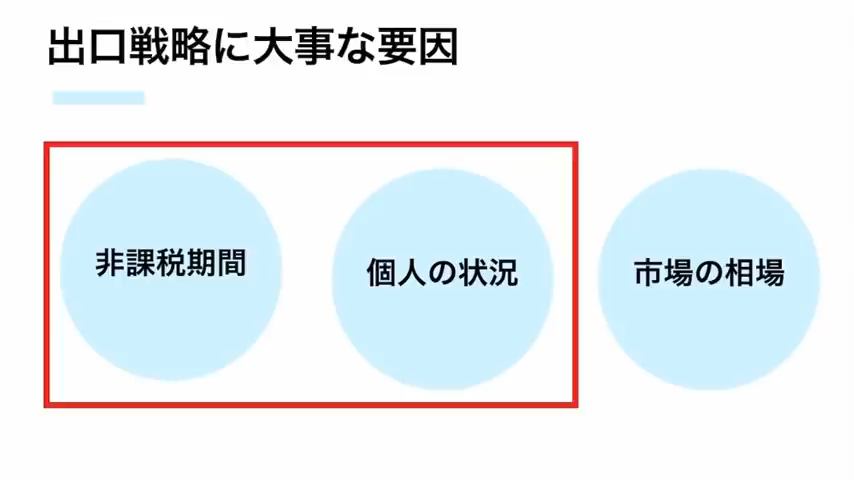 出口戦略に大事な要因
非課税期間
個人の状況
市場の相場